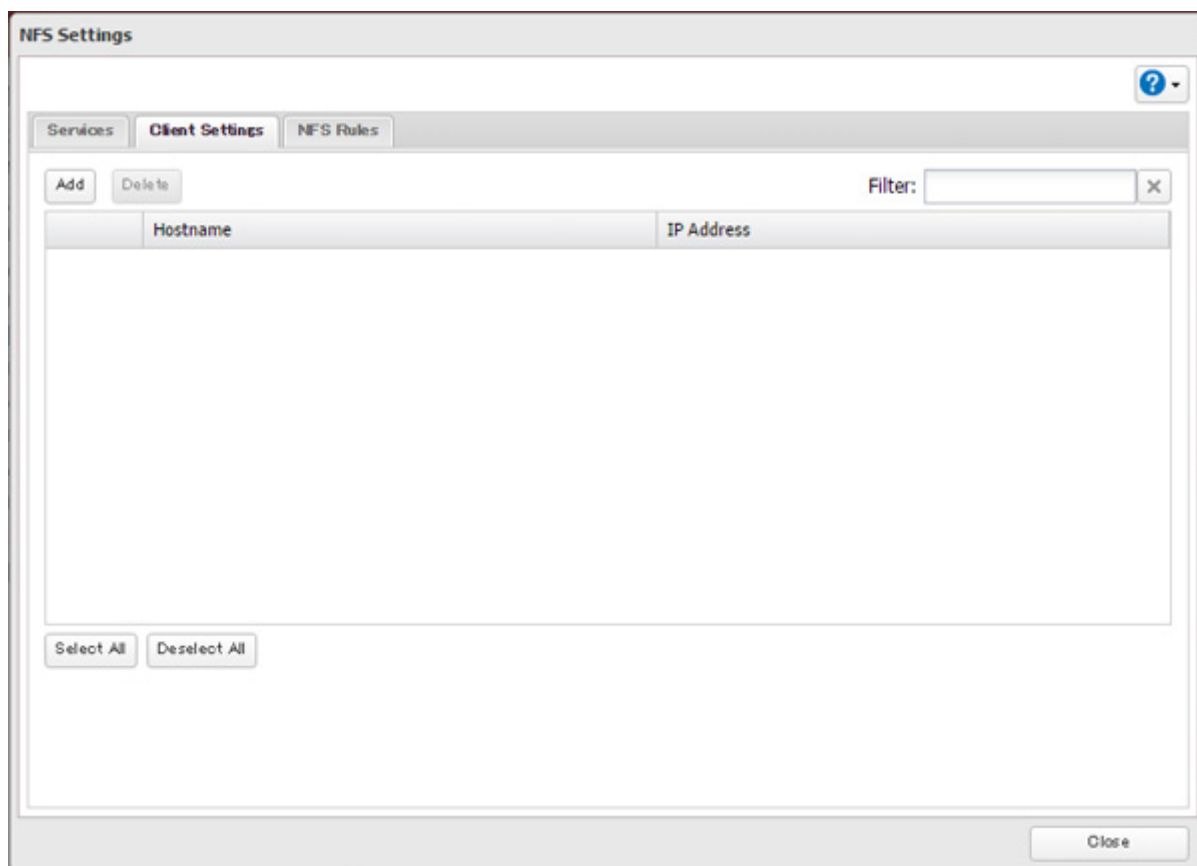 NFS Settings
?
Services Client Settings NFS Rules
Add Delete Filter:
Hostname IP Address
Select All Deselect All
Close